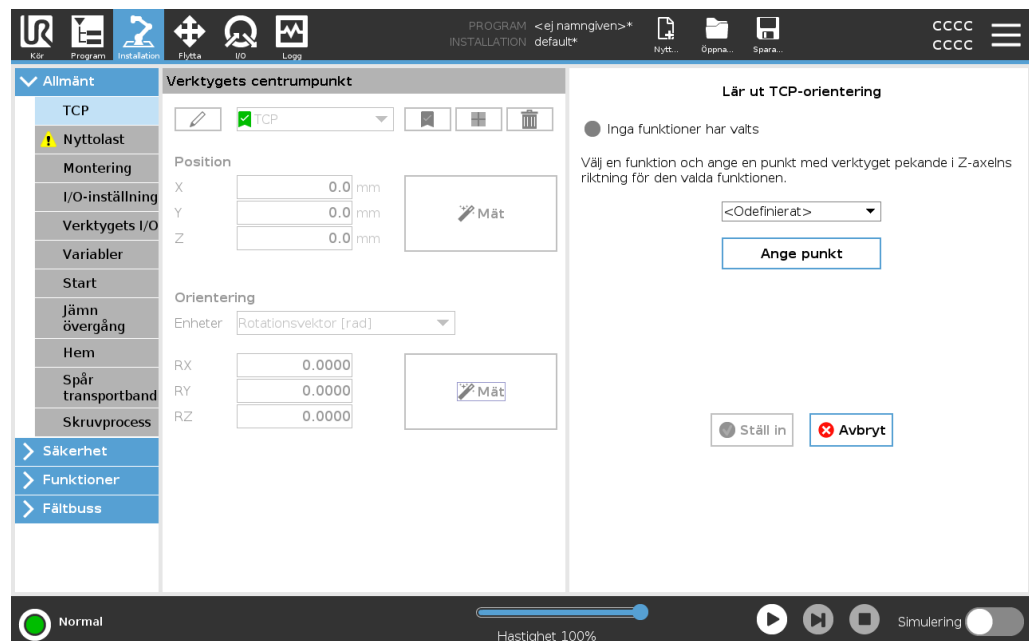 UR
Kör
Program
Installation
Flytta
I/O
Logg
PROGRAM <ej namngiven>*
INSTALLATION default*
Nytt...
Öppna...
Spara...
CCCC
CCCC
Allmänt
TCP
Nyttolast
Montering
I/O-inställning
Verktygets I/O
Variabler
Start
Jämn
övergång
Hem
Spår
transportband
Skruvprocess
Säkerhet
Funktioner
Fältbuss
Verktygets centrumpunkt
TCP
Position
X 0.0 mm
Y 0.0 mm
Z 0.0 mm
Mät
Orientering
Enheter Rotationsvektor [rad]
RX 0.0000
RY 0.0000
RZ 0.0000
Mät
Lär ut TCP-orientering
Inga funktioner har valts
Välj en funktion och ange en punkt med verktyget pekande i Z-axelns
riktning för den valda funktionen.
<Odefinierat>
Ange punkt
Ställ in
Avbryt
Normal
Hastighet 100%
Simulering